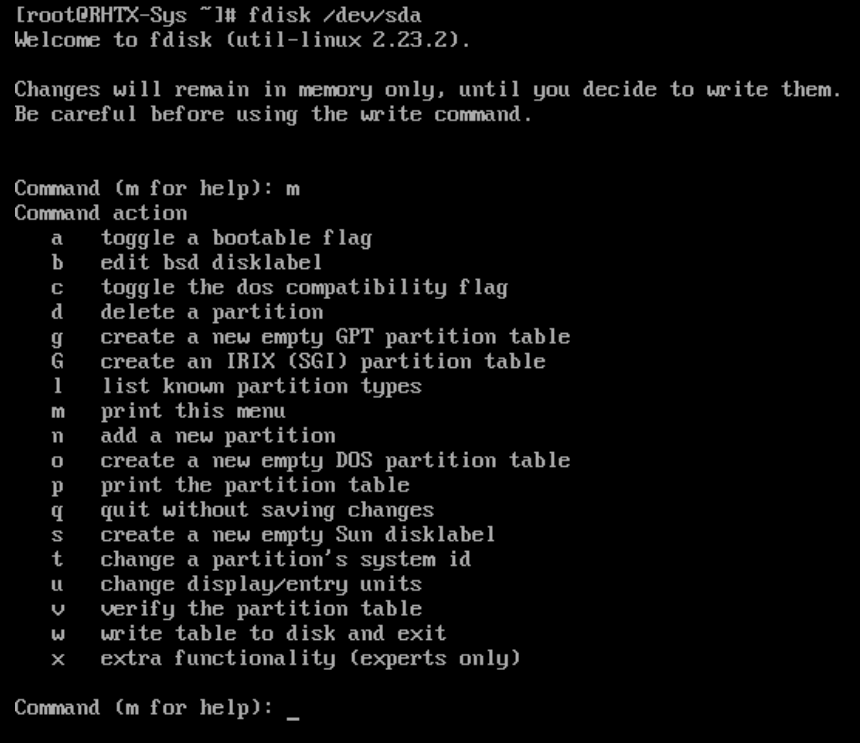 [root@RHTX-Sys ~]# fdisk /dev/sda
Welcome to fdisk (util-linux 2.23.2).

Changes will remain in memory only, until you decide to write them.
Be careful before using the write command.


Command (m for help): m
Command action
   a   toggle a bootable flag
   b   edit bsd disklabel
   c   toggle the dos compatibility flag
   d   delete a partition
   g   create a new empty GPT partition table
   G   create an IRIX (SGI) partition table
   l   list known partition types
   m   print this menu
   n   add a new partition
   o   create a new empty DOS partition table
   p   print the partition table
   q   quit without saving changes
   s   create a new empty Sun disklabel
   t   change a partition's system id
   u   change display/entry units
   v   verify the partition table
   w   write table to disk and exit
   x   extra functionality (experts only)

Command (m for help): _